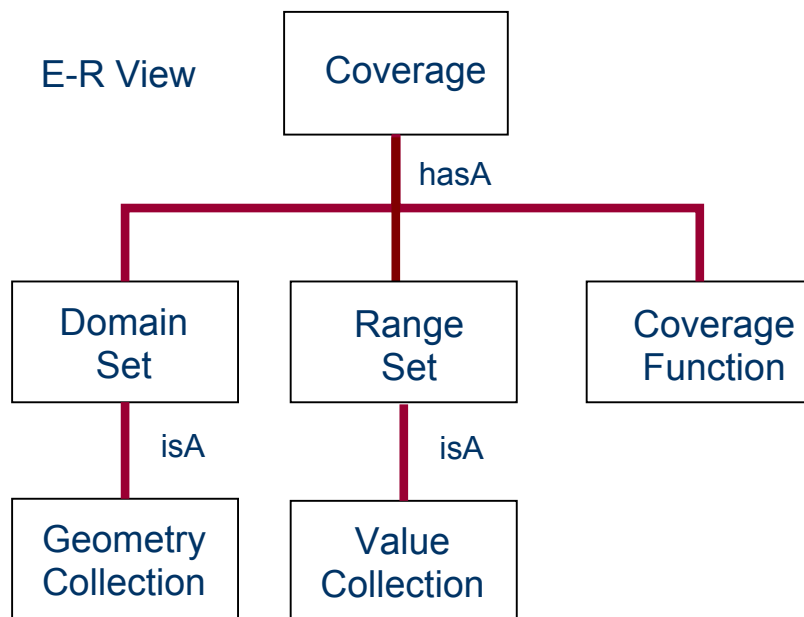 E-R View
Coverage
hasA
Domain
Set
Range
Set
Coverage
Function
isA
isA
Geometry
Collection
Value
Collection